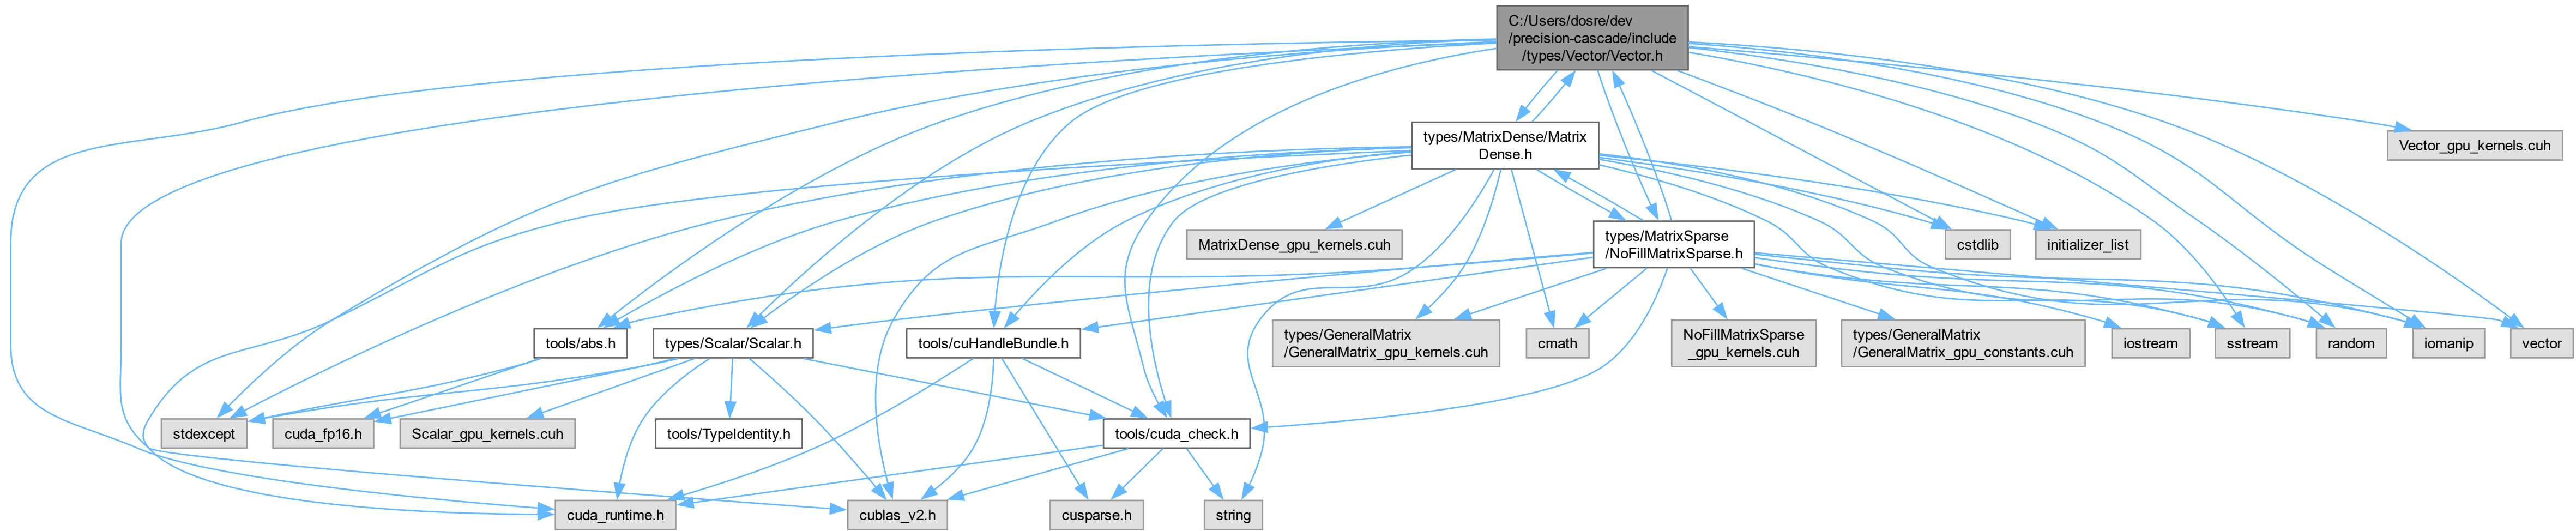 C:/Users/dosre/dev
/precision-cascade/include
/types/Vector/Vector.h
types/MatrixDense/Matrix
Dense.h
Vector_gpu_kernels.cuh
MatrixDense_gpu_kernels.cuh
types/MatrixSparse
/NoFillMatrixSparse.h
cstdlib
initializer_list
tools/abs.h
types/Scalar/Scalar.h
tools/cuHandleBundle.h
types/GeneralMatrix
/GeneralMatrix_gpu_kernels.cuh
cmath
NoFillMatrixSparse
_gpu_kernels.cuh
types/GeneralMatrix
/GeneralMatrix_gpu_constants.cuh
iostream
sstream
random
iomanip
vector
stdexcept
cuda_fp16.h
Scalar_gpu_kernels.cuh
tools/TypeIdentity.h
tools/cuda_check.h
cuda_runtime.h
cublas_v2.h
cusparse.h
string